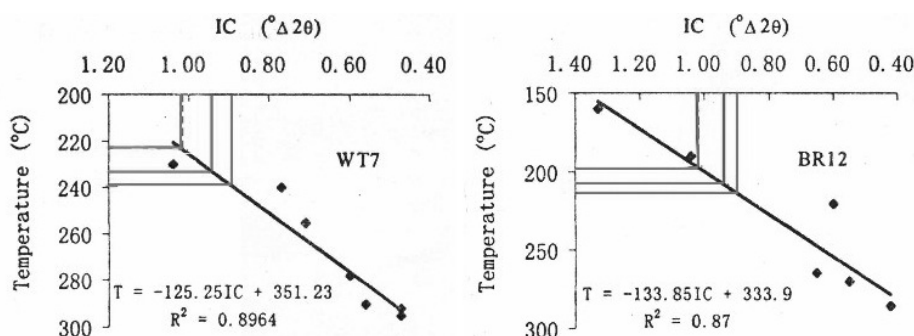 IC (°Δ2θ)
1.20 1.00 0.80 0.60 0.40
Temperature (°C)
200
220
240
260
280
300
WT7
T = -125.25IC + 351.23
R² = 0.8964
IC (°Δ2θ)
1.40 1.20 1.00 0.80 0.60 0.40
Temperature (°C)
150
200
250
300
BR12
T = -133.85IC + 333.9
R² = 0.87